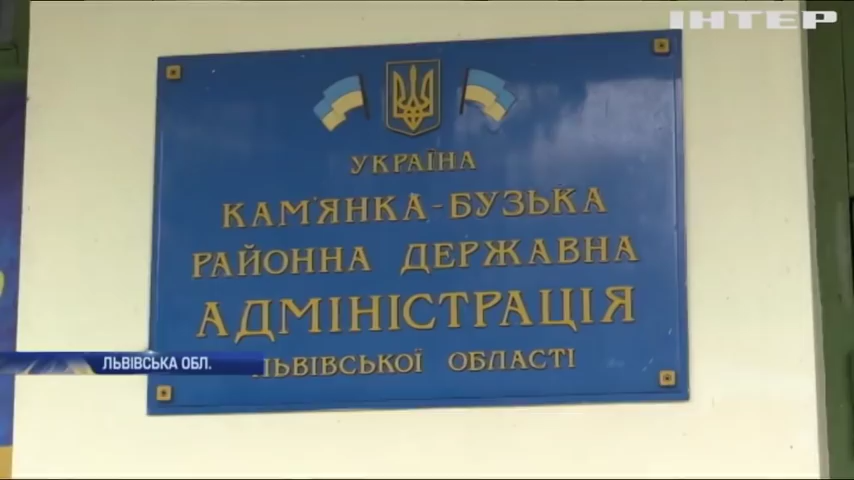 ІНТЕР
УКРАЇНА
КАМ'ЯНКА-БУЗЬКА
РАЙОННА ДЕРЖАВНА
АДМІНІСТРАЦІЯ
ЛЬВІВСЬКОЇ ОБЛАСТІ
ЛЬВІВСЬКА ОБЛ.